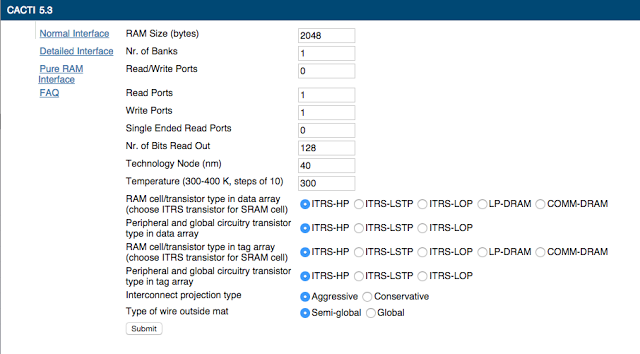 CACTI 5.3
Normal Interface
Detailed Interface
Pure RAM
Interface
FAQ
RAM Size (bytes) 2048
Nr. of Banks 1
Read/Write Ports 0
Read Ports 1
Write Ports 1
Single Ended Read Ports 0
Nr. of Bits Read Out 128
Technology Node (nm) 40
Temperature (300-400 K, steps of 10) 300
RAM cell/transistor type in data array
(choose ITRS transistor for SRAM cell) ITRS-HP ITRS-LSTP ITRS-LOP LP-DRAM COMM-DRAM
Peripheral and global circuitry transistor
type in data array ITRS-HP ITRS-LSTP ITRS-LOP
RAM cell/transistor type in tag array
(choose ITRS transistor for SRAM cell) ITRS-HP ITRS-LSTP ITRS-LOP LP-DRAM COMM-DRAM
Peripheral and global circuitry transistor
type in tag array ITRS-HP ITRS-LSTP ITRS-LOP
Interconnect projection type Aggressive Conservative
Type of wire outside mat Semi-global Global
Submit